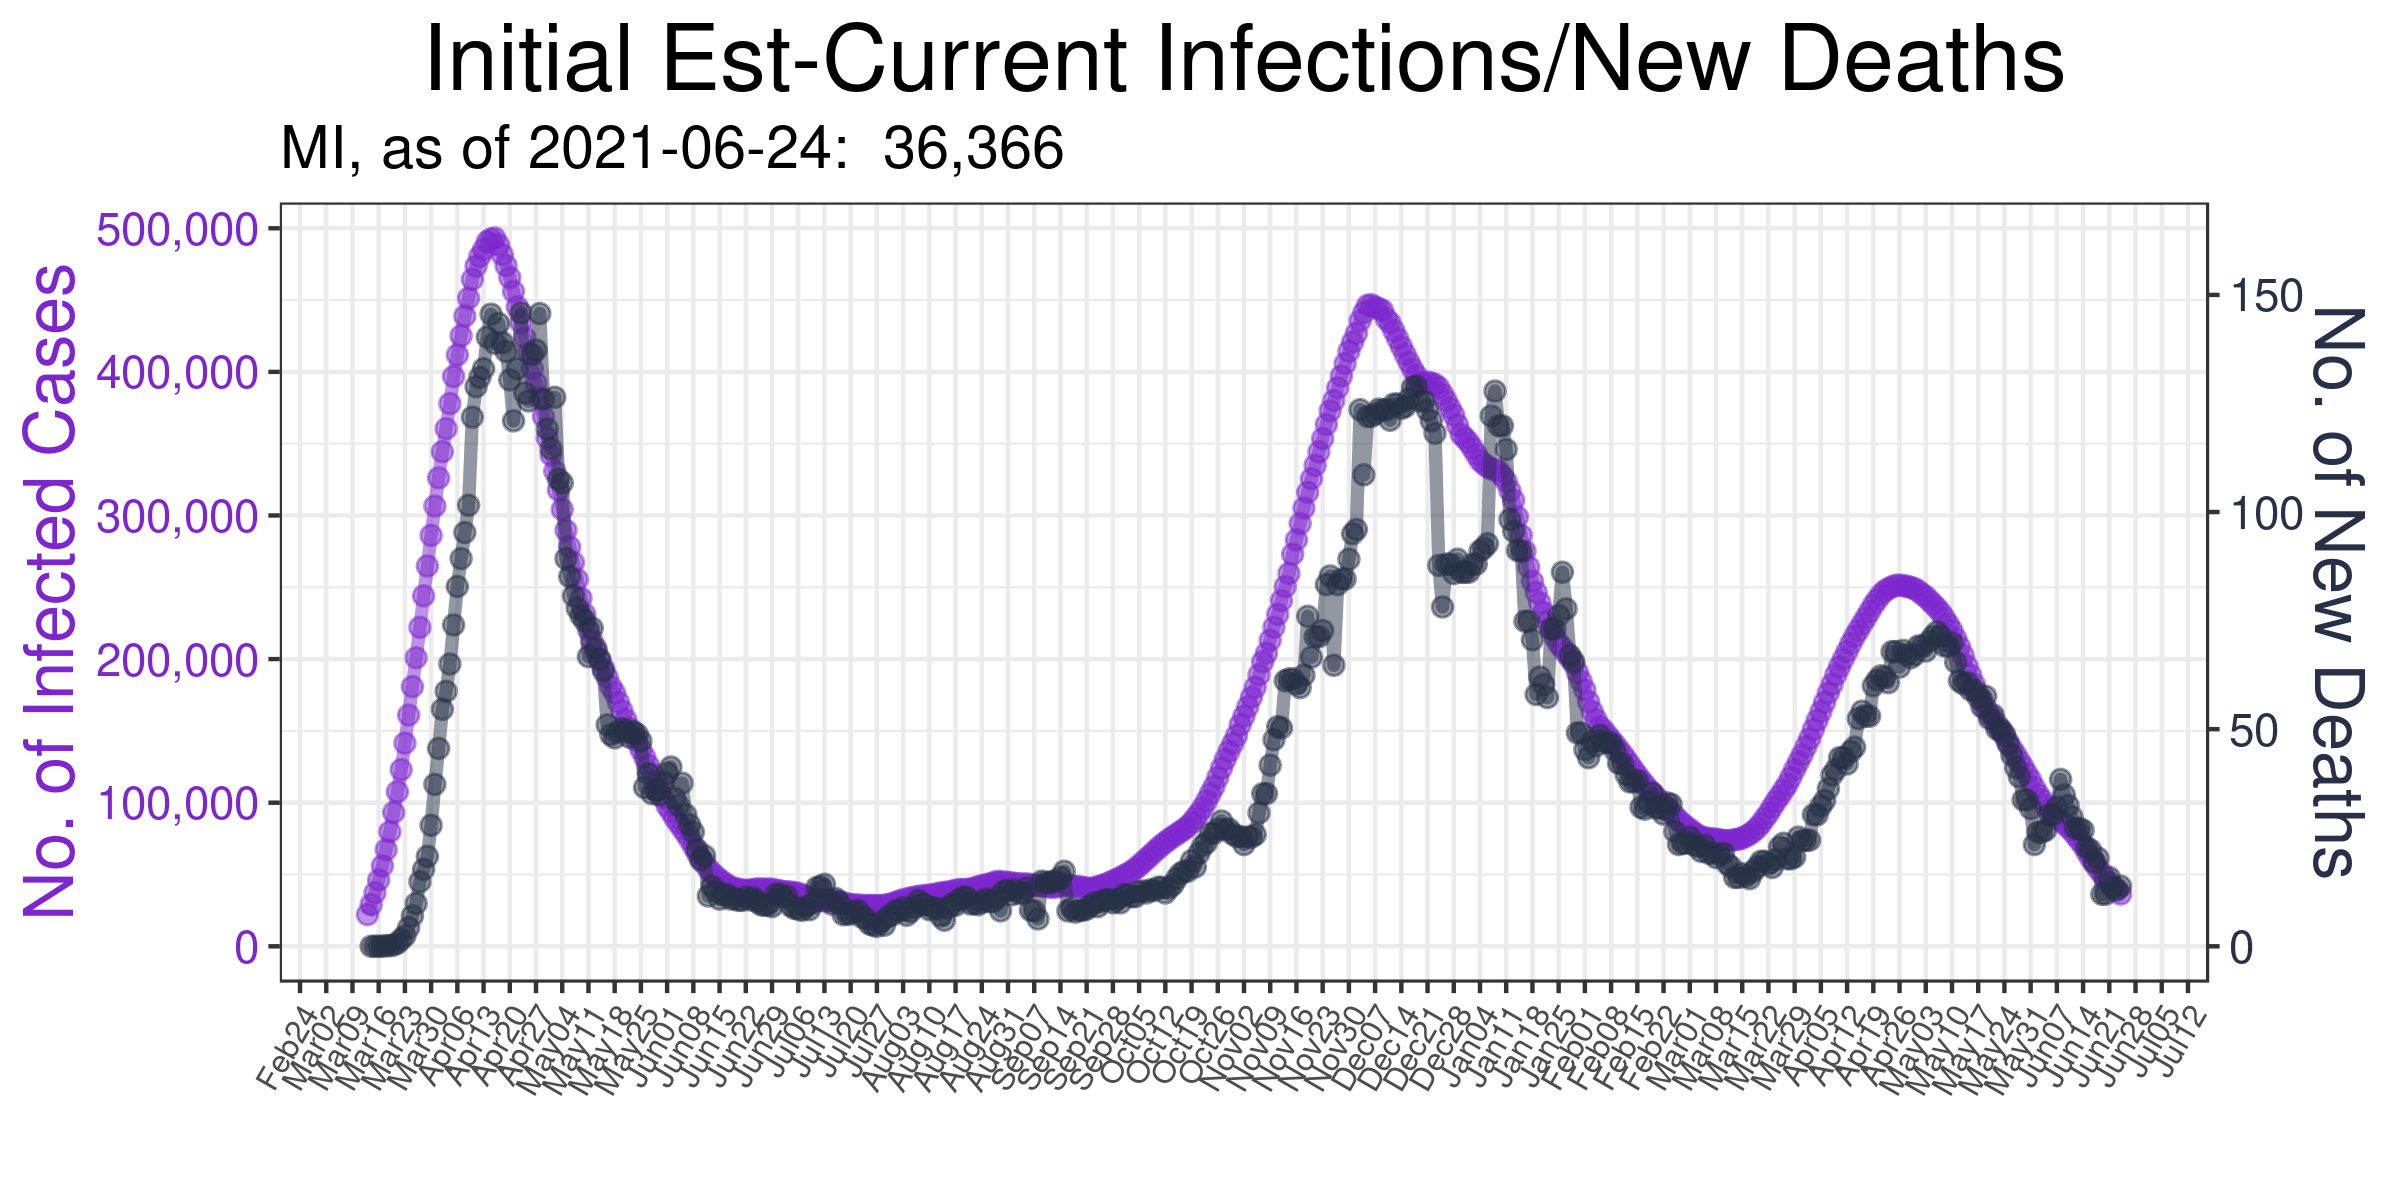 Initial Est-Current Infections/New Deaths
MI, as of 2021-06-24:  36,366
No. of Infected Cases
500,000
400,000
300,000
200,000
100,000
0
150
100
50
0
No. of New Deaths
Feb24
Mar02
Mar09
Mar16
Mar23
Mar30
Apr06
Apr13
Apr20
Apr27
May04
May11
May18
May25
Jun01
Jun08
Jun15
Jun22
Jun29
Jul06
Jul13
Jul20
Jul27
Aug03
Aug10
Aug17
Aug24
Aug31
Sep07
Sep14
Sep21
Sep28
Oct05
Oct12
Oct19
Oct26
Nov02
Nov09
Nov16
Nov23
Nov30
Dec07
Dec14
Dec21
Dec28
Jan04
Jan11
Jan18
Jan25
Feb01
Feb08
Feb15
Feb22
Mar01
Mar08
Mar15
Mar22
Mar29
Apr05
Apr12
Apr19
Apr26
May03
May10
May17
May24
May31
Jun07
Jun14
Jun21
Jun28
Jul05
Jul12